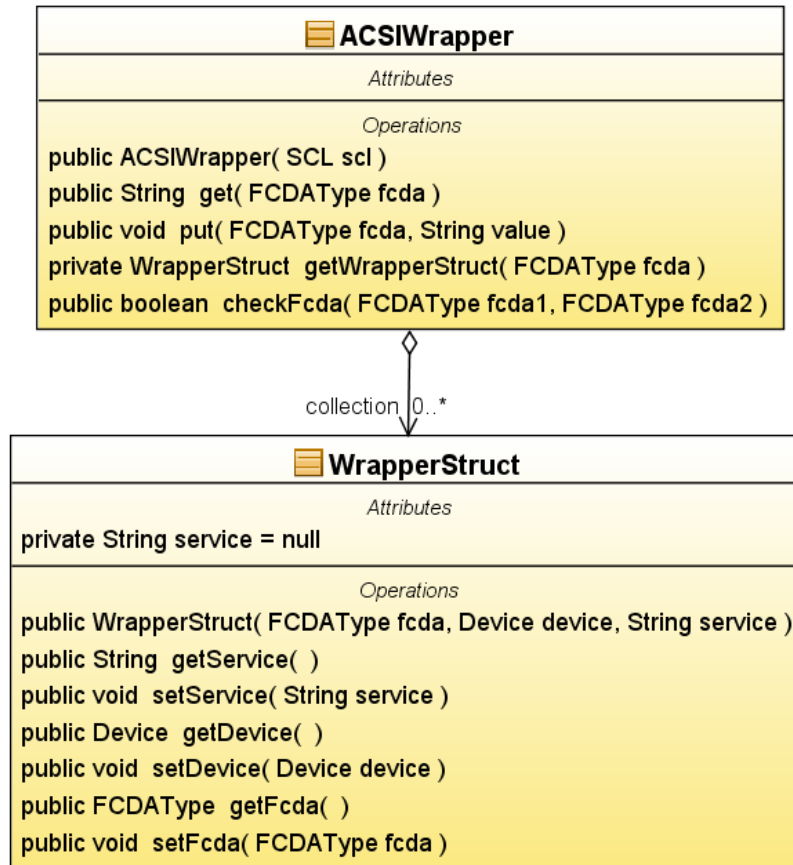 ACSIWrapper
Attributes
Operations
public ACSIWrapper( SCL scl )
public String get( FCDAType fcda )
public void put( FCDAType fcda, String value )
private WrapperStruct getWrapperStruct( FCDAType fcda )
public boolean checkFcda( FCDAType fcda1, FCDAType fcda2 )
collection 0..*
WrapperStruct
Attributes
private String service = null
Operations
public WrapperStruct( FCDAType fcda, Device device, String service )
public String getService( )
public void setService( String service )
public Device getDevice( )
public void setDevice( Device device )
public FCDAType getFcda( )
public void setFcda( FCDAType fcda )